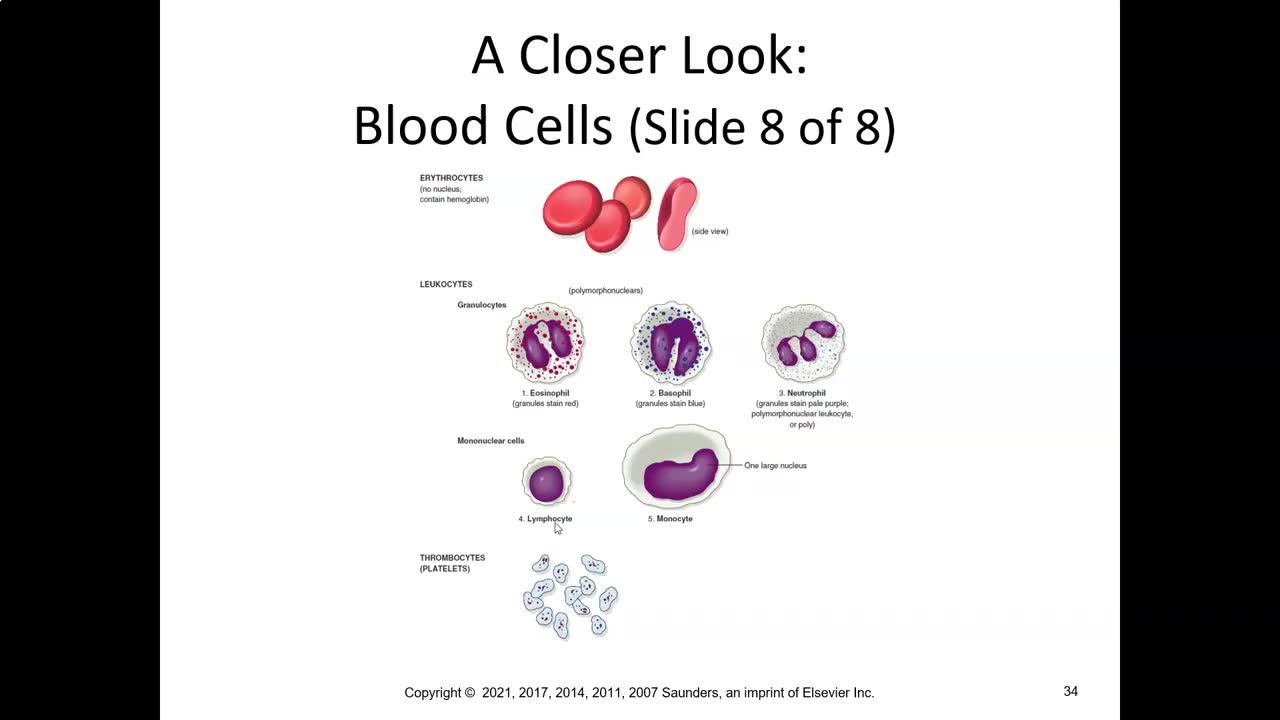 A Closer Look:
Blood Cells (Slide 8 of 8)
ERYTHROCYTES
(no nucleus;
contain hemoglobin)
(side view)
LEUKOCYTES
(polymorphonuclears)
Granulocytes
1. Eosinophil
(granules stain red)
2. Basophil
(granules stain blue)
3. Neutrophil
(granules stain pale purple;
polymorphonuclear leukocyte,
or poly)
Mononuclear cells
One large nucleus
4. Lymphocyte
5. Monocyte
THROMBOCYTES
(PLATELETS)
Copyright © 2021, 2017, 2014, 2011, 2007 Saunders, an imprint of Elsevier Inc.
34